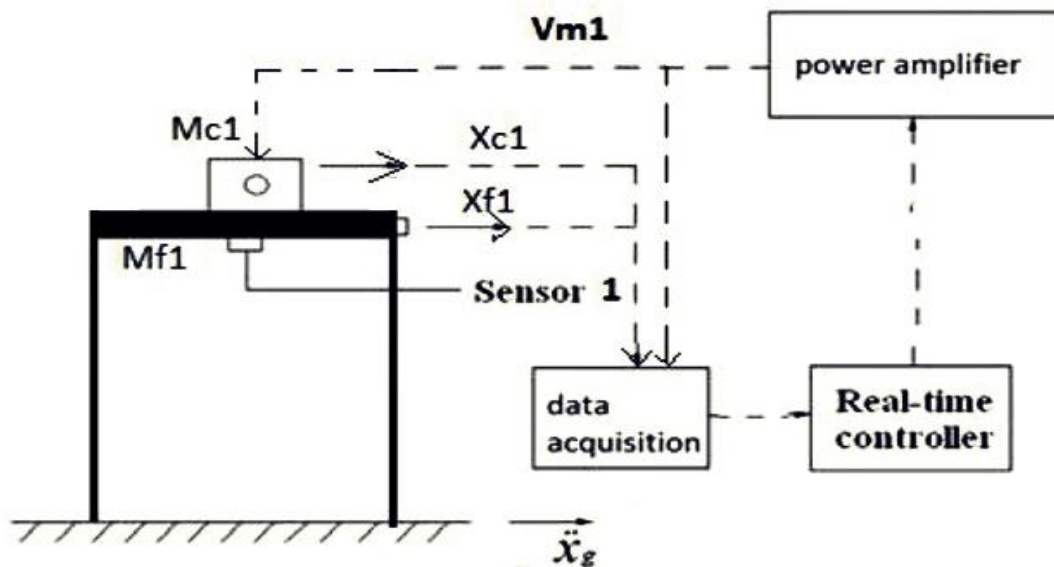 Vm1
power amplifier
Mc1
Xc1
Xf1
Mf1
Sensor 1
data
acquisition
Real-time
controller
ẍg